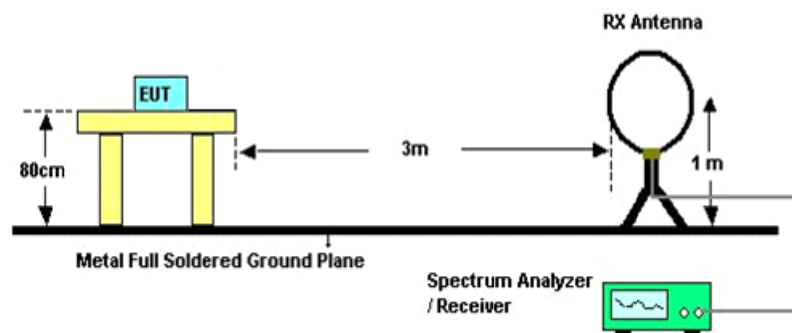 RX Antenna
EUT
80cm
3m
1 m
Metal Full Soldered Ground Plane
Spectrum Analyzer
/ Receiver